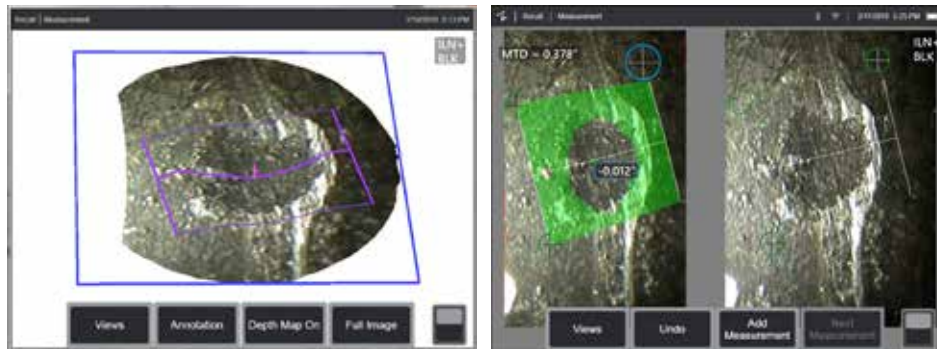 Recall | Measurement
ILN+
BLK
Views
Annotation
Depth Map On
Full Image
Recall | Measurement
MTD = 0.378"
ILN+
BLK
-0.012"
Views
Undo
Add
Measurement
Next
Measurement